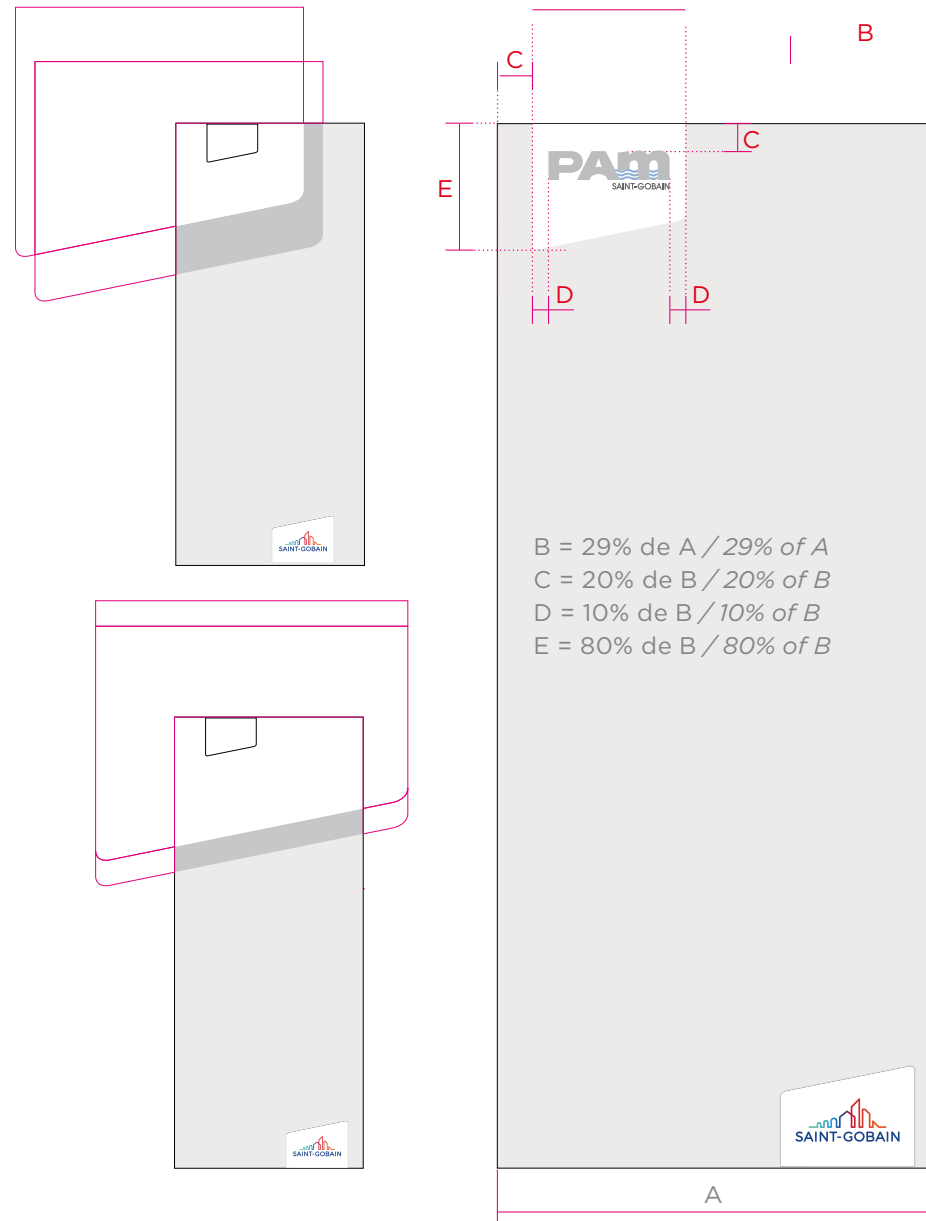 B
C
C
PAm
SAINT-GOBAIN
E
D
D
SAINT-GOBAIN
B = 29% de A / 29% of A
C = 20% de B / 20% of B
D = 10% de B / 10% of B
E = 80% de B / 80% of B
SAINT-GOBAIN
SAINT-GOBAIN
A